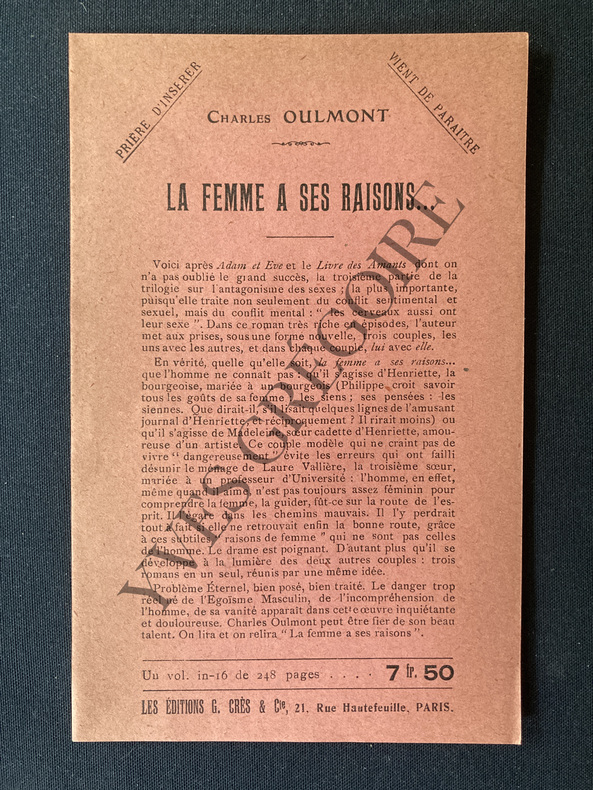 PRIÈRE D'INSÉRER
VIENT DE PARAITRE
CHARLES OULMONT
LA FEMME A SES RAISONS...
Voici après Adam et Eve et le Livre des Amants dont on
n'a pas oublié le grand succès, la troisième partie de la
trilogie sur l'antagonisme des sexes ; la plus importante,
puisqu'elle traite non seulement du conflit sentimental et
sexuel, mais du conflit mental : “ les cerveaux aussi ont
leur sexe ”. Dans ce roman très riche en épisodes, l'auteur
met aux prises, sous une forme nouvelle, trois couples, les
uns avec les autres, et dans chaque couple, lui avec elle.
En vérité, quelle qu'elle soit, la femme a ses raisons...
que l'homme ne connaît pas : qu'il s'agisse d'Henriette, la
bourgeoise, mariée à un bourgeois (Philippe croit savoir
tous les goûts de sa femme : les siens ; ses pensées : les
siennes. Que dirait-il, s'il lisait quelques lignes de l'amusant
journal d'Henriette, et réciproquement ? Il rirait moins) ou
qu'il s'agisse de Madeleine, sœur cadette d'Henriette, amou-
reuse d'un artiste. Ce couple modèle qui ne craint pas de
vivre “ dangereusement ” évite les erreurs qui ont failli
désunir le ménage de Laure Vallière, la troisième sœur,
mariée à un professeur d'Université : l'homme, en effet,
même quand il aime, n'est pas toujours assez féminin pour
comprendre la femme, la guider, fût-ce sur la route de l'es-
prit. Il l'égare dans les chemins mauvais. Il l'y perdrait
tout à fait si elle ne retrouvait enfin la bonne route, grâce
à ces subtiles “ raisons de femme ” qui ne sont pas celles
de l'homme. Le drame est poignant. D'autant plus qu'il se
développe à la lumière des deux autres couples : trois
romans en un seul, réunis par une même idée.
Problème Éternel, bien posé, bien traité. Le danger trop
réel né de l'Egoïsme Masculin, de l'incompréhension de
l'homme, de sa vanité apparaît dans cette œuvre inquiétante
et douloureuse. Charles Oulmont peut être fier de son beau
talent. On lira et on relira “ La femme a ses raisons ”.
Un vol. in-16 de 248 pages . . . . 7 fr. 50
LES ÉDITIONS G. CRÈS & Cie, 21. Rue Hautefeuille, PARIS.
YVES GREGOIRE